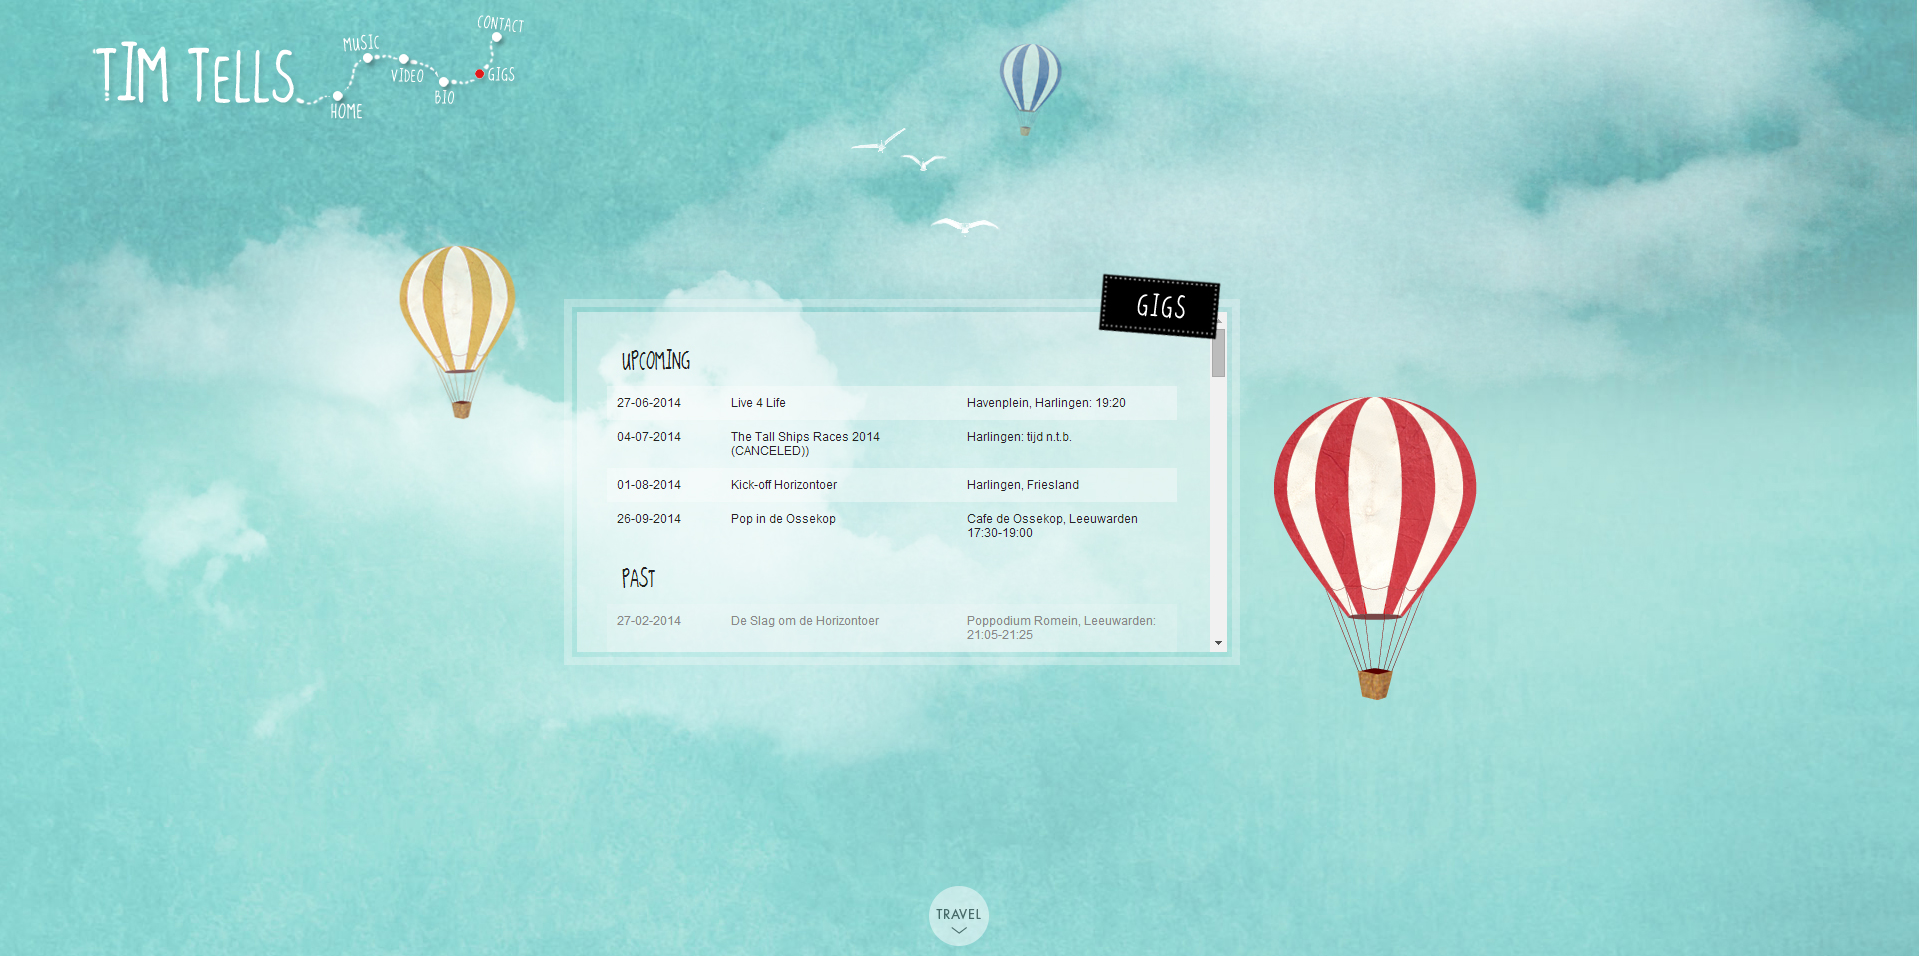 TIM TELLS
HOME
MUSIC
VIDEO
BIO
GIGS
CONTACT
GIGS
UPCOMING
27-06-2014 Live 4 Life Havenplein, Harlingen: 19:20
04-07-2014 The Tall Ships Races 2014 Harlingen: tijd n.t.b.
(CANCELED))
01-08-2014 Kick-off Horizontoer Harlingen, Friesland
26-09-2014 Pop in de Ossekop Cafe de Ossekop, Leeuwarden
17:30-19:00
PAST
27-02-2014 De Slag om de Horizontoer Poppodium Romein, Leeuwarden:
21:05-21:25
TRAVEL